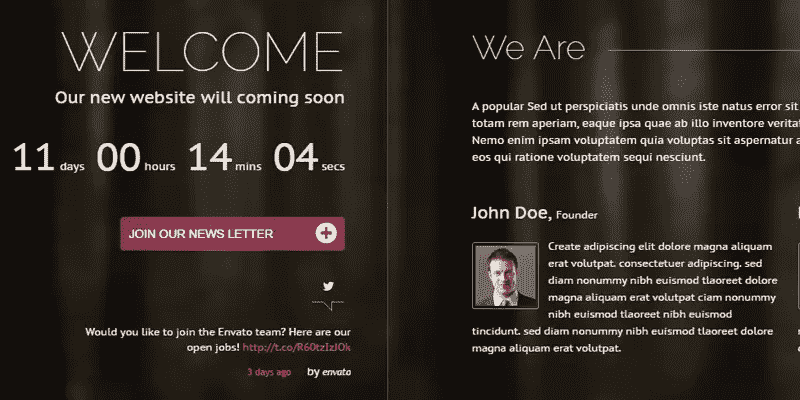 WELCOME
Our new website will coming soon
11 days 00 hours 14 mins 04 secs
JOIN OUR NEWS LETTER
Would you like to join the Envato team? Here are our
open jobs! http://t.co/R60tzIzJOk
3 days ago by envato
We Are
A popular Sed ut perspiciatis unde omnis iste natus error sit
totam rem aperiam, eaque ipsa quae ab illo inventore veritat
Nemo enim ipsam voluptatem quia voluptas sit aspernatur a
eos qui ratione voluptatem sequi nesciunt.
John Doe, Founder
Create adipiscing elit dolore magna aliquam
erat volutpat. consectetuer adipiscing. sed
diam nonummy nibh euismod tlaoreet dolore
magna aliquam erat volutpat ciam nonummy
nibh euismod tlaoreet nibh euismod
tincidunt. sed diam nonummy nibh euismod tlaoreet dolore
magna aliquam erat volutpat.